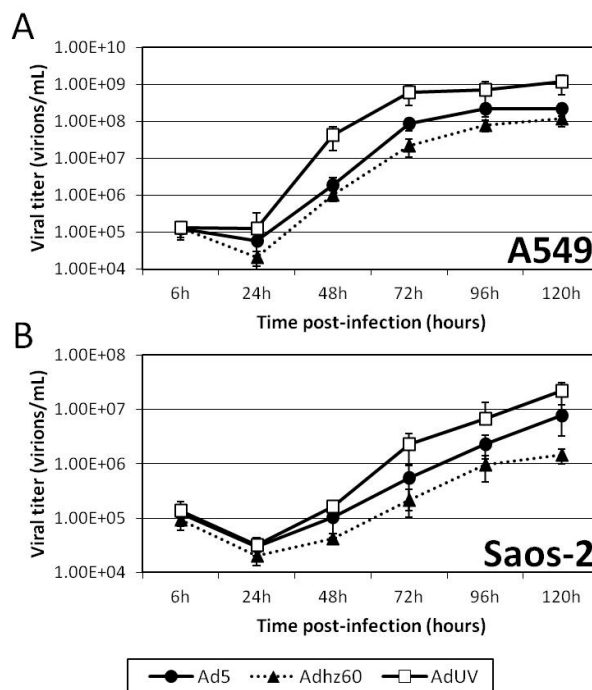 A
1.00E+10
1.00E+09
1.00E+08
1.00E+07
1.00E+06
1.00E+05
1.00E+04
Viral titer (virions/mL)
A549
6h 24h 48h 72h 96h 120h
Time post-infection (hours)
B
1.00E+08
1.00E+07
1.00E+06
1.00E+05
1.00E+04
Viral titer (virions/mL)
Saos-2
6h 24h 48h 72h 96h 120h
Time post-infection (hours)
Ad5 Adhz60 AdUV